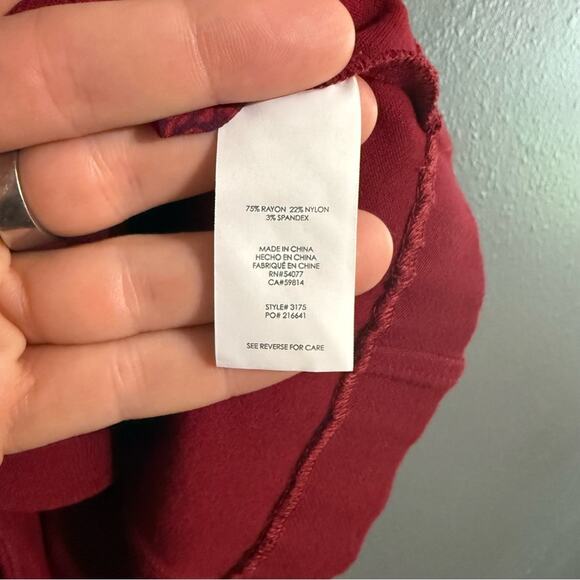 75% RAYON 22% NYLON
3% SPANDEX
MADE IN CHINA
HECHO EN CHINA
FABRIQUÉ EN CHINE
RN#54077
CA#59814
STYLE# 3175
PO# 216641
SEE REVERSE FOR CARE